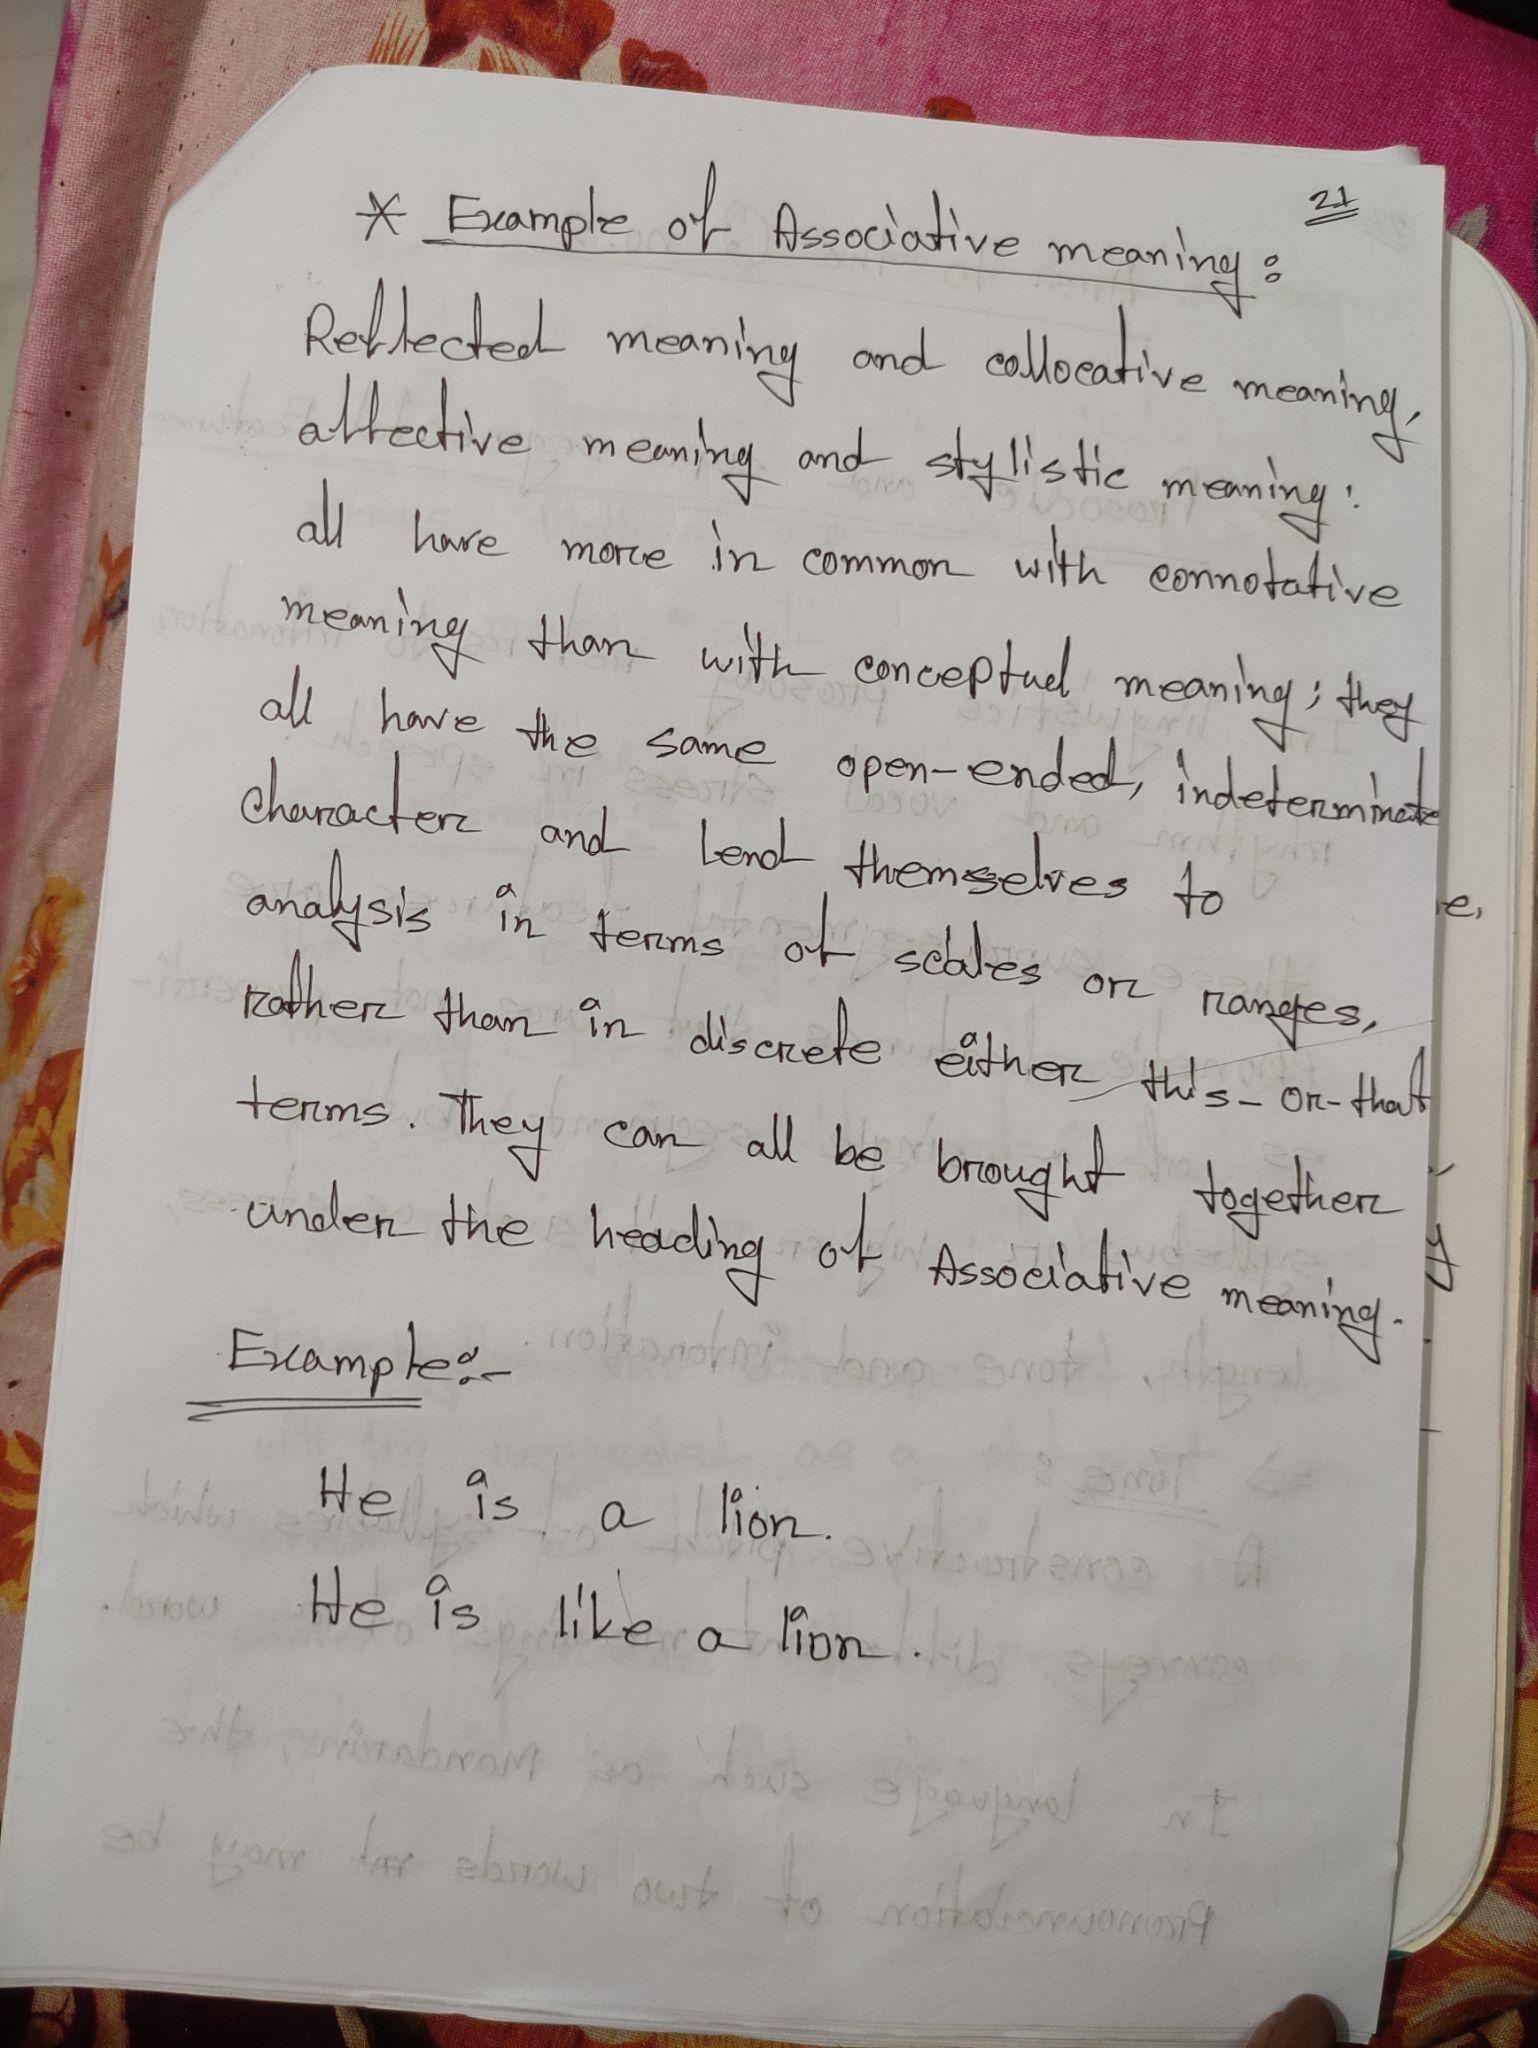 21
* Example of Associative meaning:
Reflected meaning and collocative meaning,
affective meaning and stylistic meaning:
all have more in common with connotative
meaning than with conceptual meaning; they
all have the same open-ended, indeterminate
character and lend themselves to
analysis in terms of scales or ranges,
rather than in discrete either this-or-that
terms. They can all be brought together
under the heading of Associative meaning.
Example:-
He is a lion.
He is like a lion.